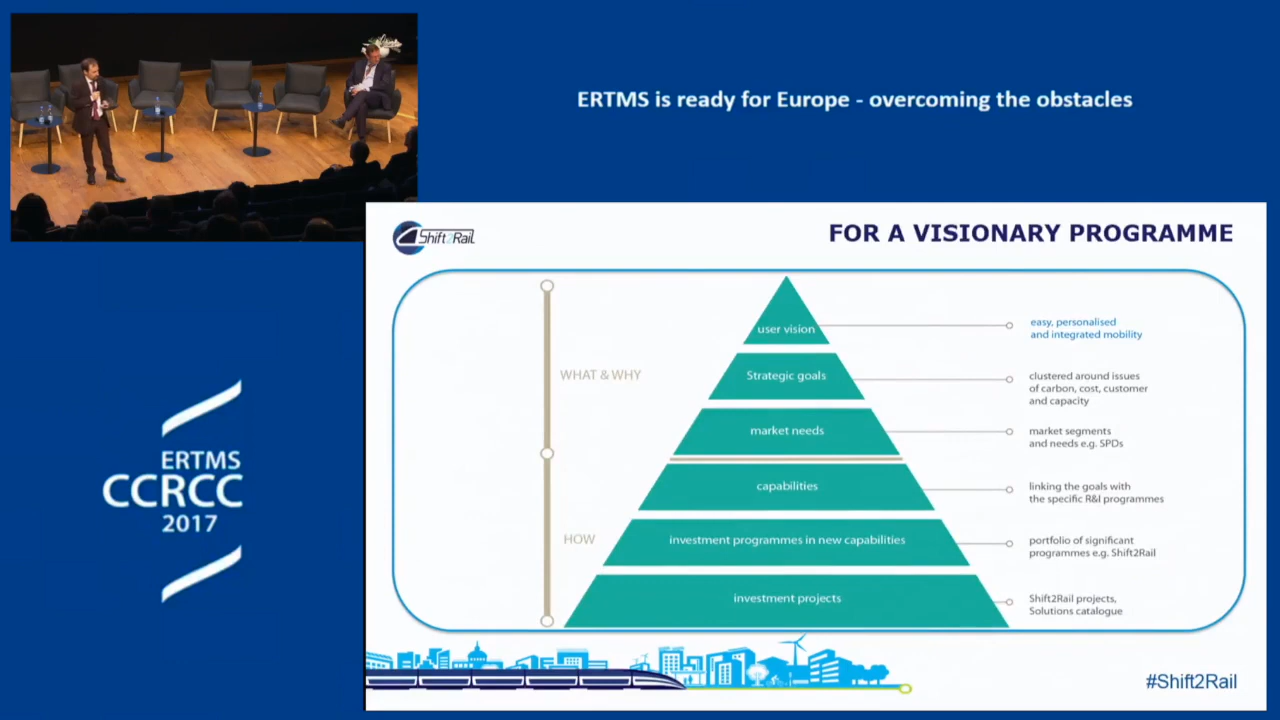 ERTMS is ready for Europe - overcoming the obstacles
Shift2Rail
FOR A VISIONARY PROGRAMME
WHAT & WHY
HOW
user vision
Strategic goals
market needs
capabilities
investment programmes in new capabilities
investment projects
easy, personalised
and integrated mobility
clustered around issues
of carbon, cost, customer
and capacity
market segments
and needs e.g. SPDs
linking the goals with
the specific R&I programmes
portfolio of significant
programmes e.g. Shift2Rail
Shift2Rail projects,
Solutions catalogue
#Shift2Rail
ERTMS
CCRCC
2017